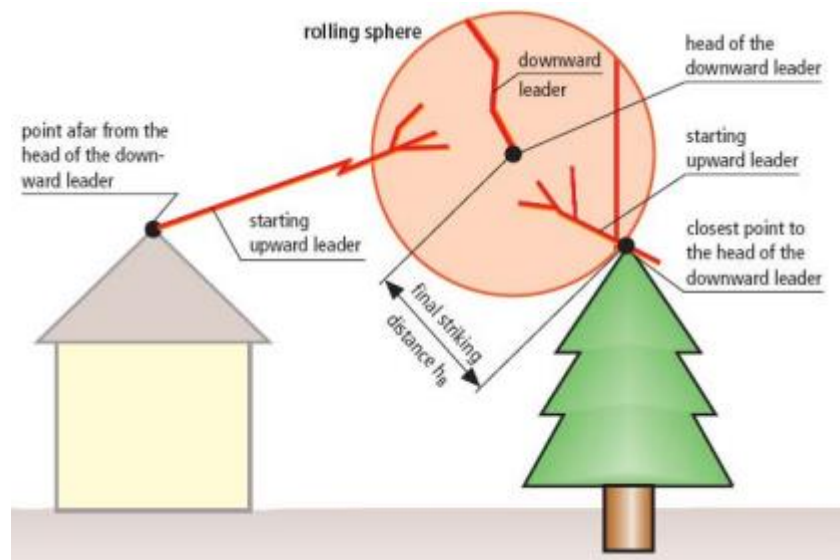 rolling sphere
downward
leader
head of the
downward leader
point afar from the
head of the down-
ward leader
starting
upward leader
starting
upward leader
closest point to
the head of the
downward leader
final striking
distance hB